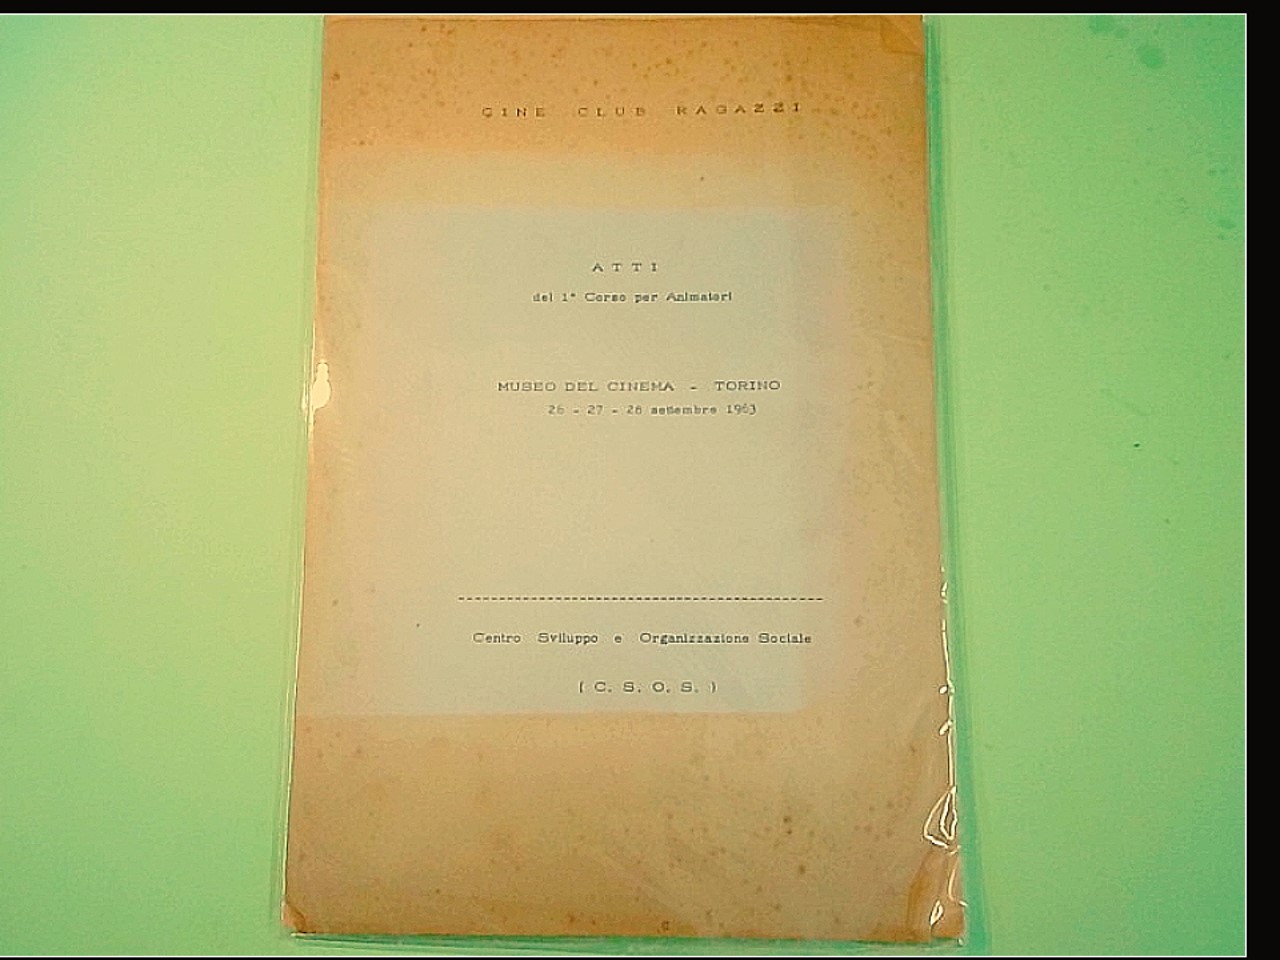 CINE CLUB RAGAZZI
ATTI
del 1° Corso per Animatori
MUSEO DEL CINEMA - TORINO
26 - 27 - 28 settembre 1963
Centro Sviluppo e Organizzazione Sociale
( C. S. O. S. )